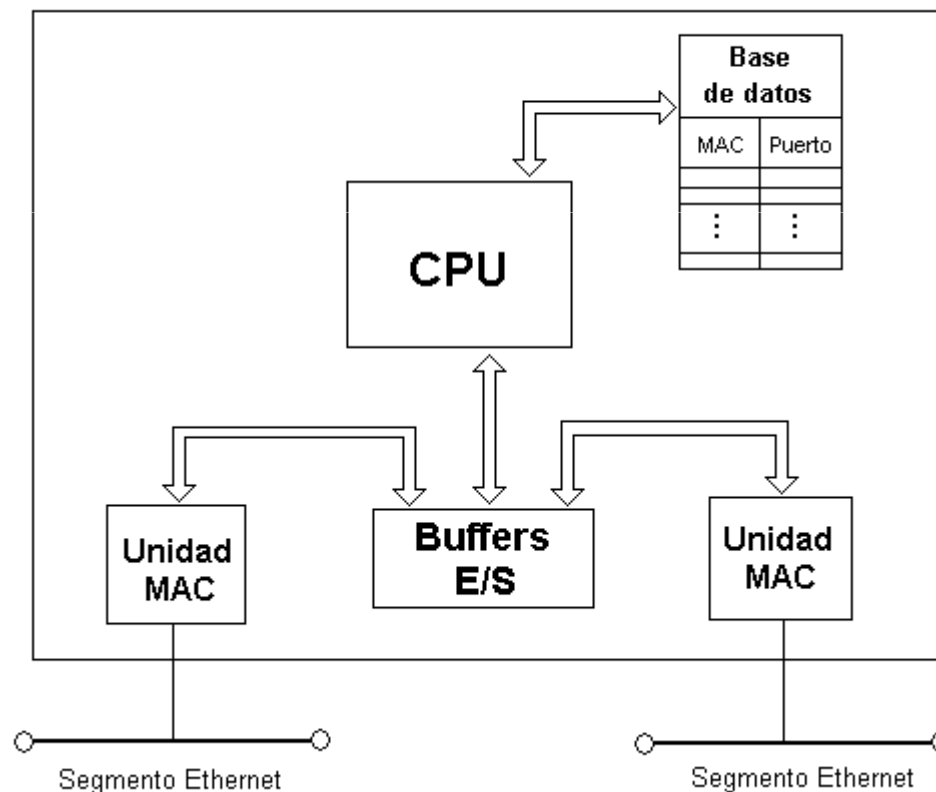 Base
de datos
MAC Puerto
CPU
Unidad
MAC
Buffers
E/S
Unidad
MAC
Segmento Ethernet
Segmento Ethernet